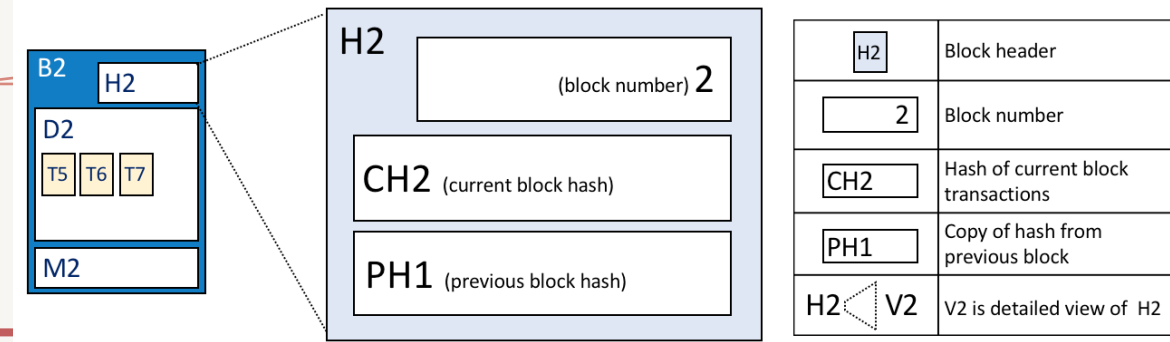 B2
H2
D2
T5 T6 T7
M2
H2
(block number) 2
CH2 (current block hash)
PH1 (previous block hash)
H2 Block header
2 Block number
CH2 Hash of current block
transactions
PH1 Copy of hash from
previous block
H2 V2 V2 is detailed view of H2